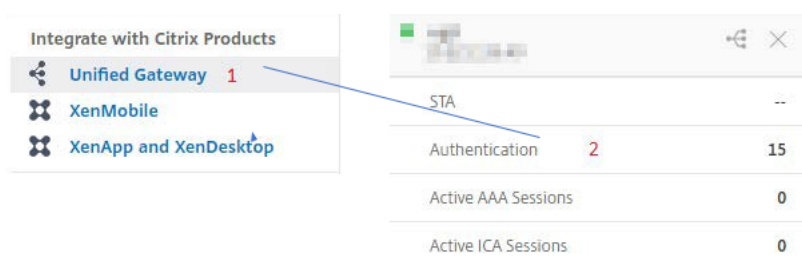 Integrate with Citrix Products
Unified Gateway 1
XenMobile
XenApp and XenDesktop
STA --
Authentication 2 15
Active AAA Sessions 0
Active ICA Sessions 0